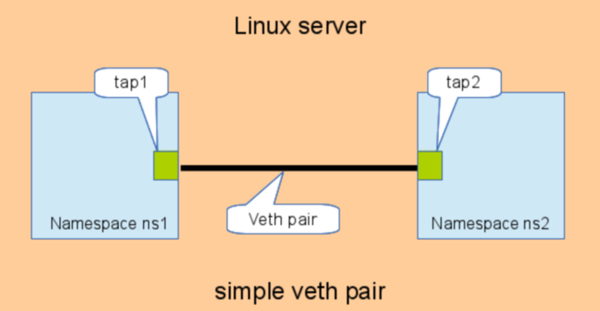 Linux server
tap1
tap2
Namespace ns1
Veth pair
Namespace ns2
simple veth pair